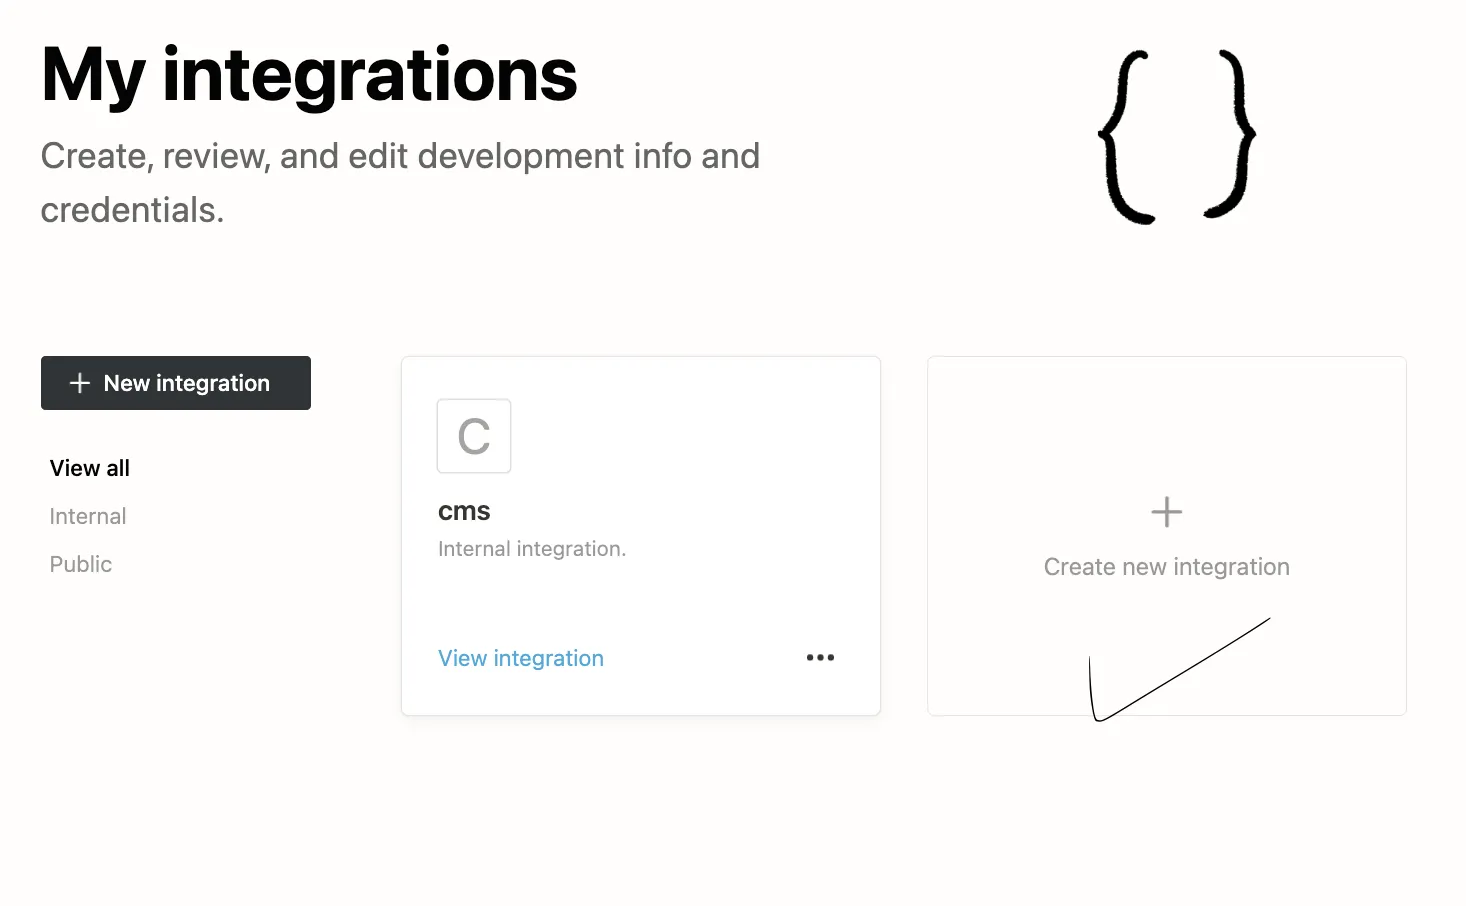 My integrations
Create, review, and edit development info and
credentials.
New integration
View all
Internal
Public
C
cms
Internal integration.
View integration
Create new integration